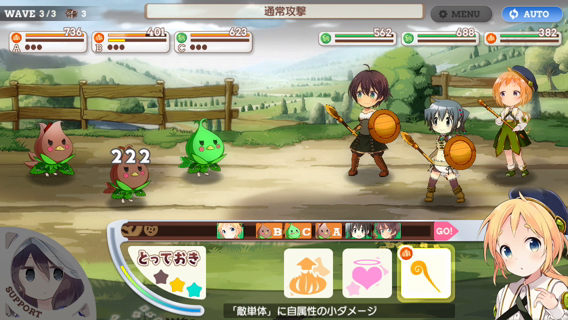 WAVE 3/3 3
通常攻撃
MENU
AUTO
736
A
401
B
623
C
562
688
382
222
B C A GO!
とっておき
SUPPORT
「敵単体」に自属性の小ダメージ